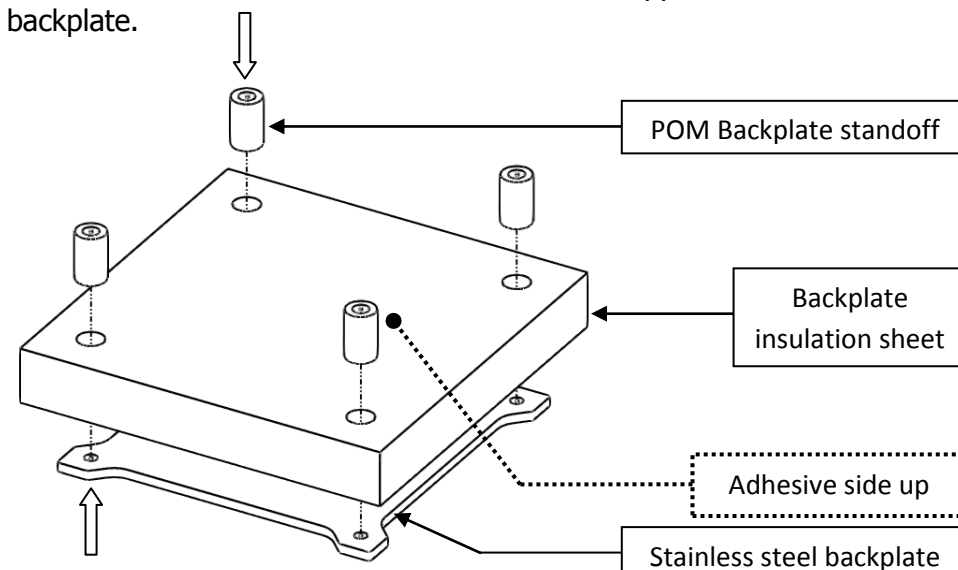 backplate.
POM Backplate standoff
Backplate
insulation sheet
Adhesive side up
Stainless steel backplate